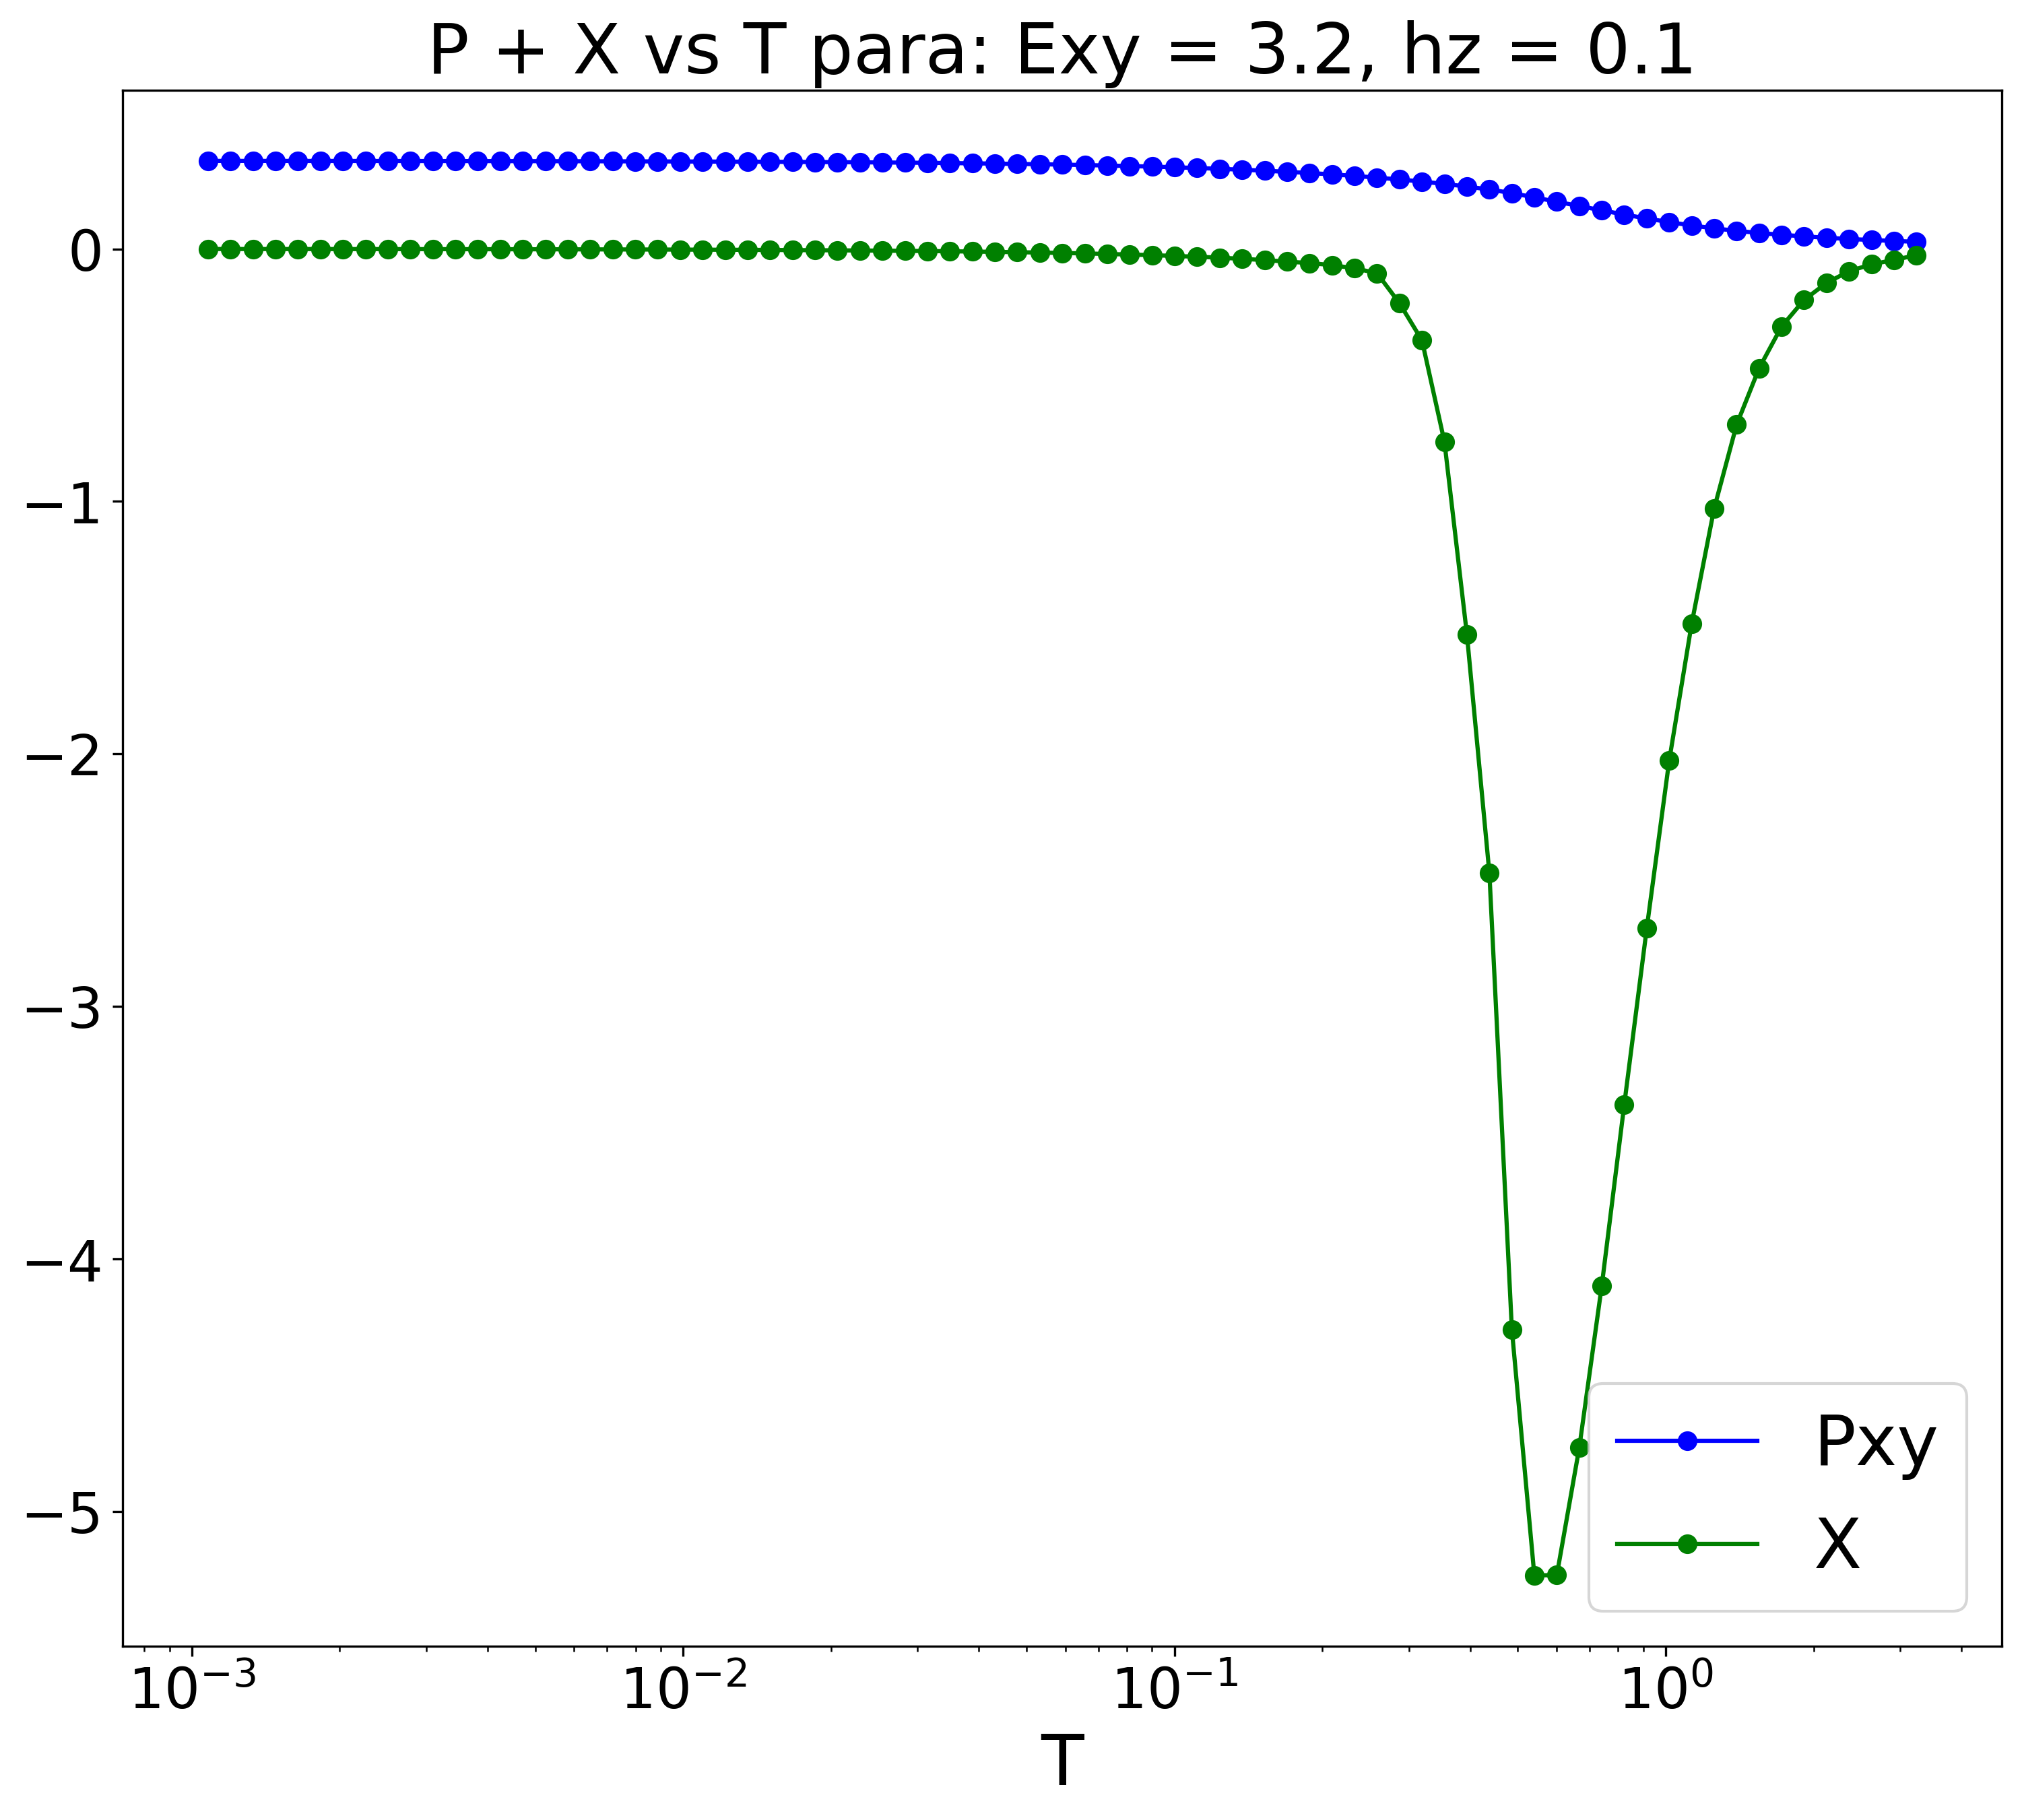 P + X vs T para: Exy = 3.2, hz = 0.1
0
−1
−2
−3
−4
−5
Pxy
X
10⁻³ 10⁻² 10⁻¹ 10⁰
T